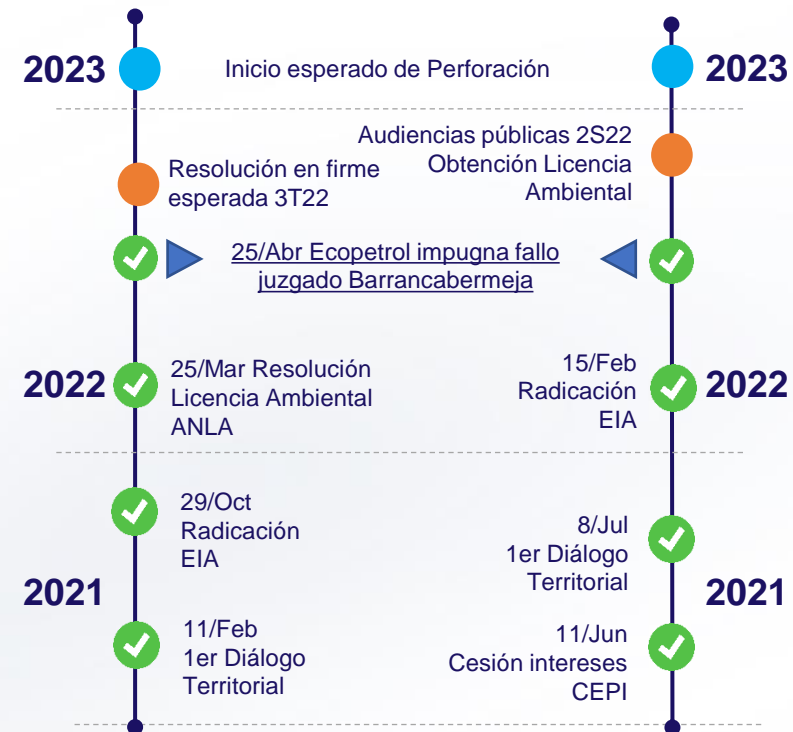 2023
Inicio esperado de Perforación
2023
Audiencias públicas 2S22
Obtención Licencia
Ambiental
Resolución en firme
esperada 3T22
25/Abr Ecopetrol impugna fallo
juzgado Barrancabermeja
2022
25/Mar Resolución
Licencia Ambiental
ANLA
15/Feb
Radicación
EIA
2022
29/Oct
Radicación
EIA
8/Jul
1er Diálogo
Territorial
2021
2021
11/Feb
1er Diálogo
Territorial
11/Jun
Cesión intereses
CEPI